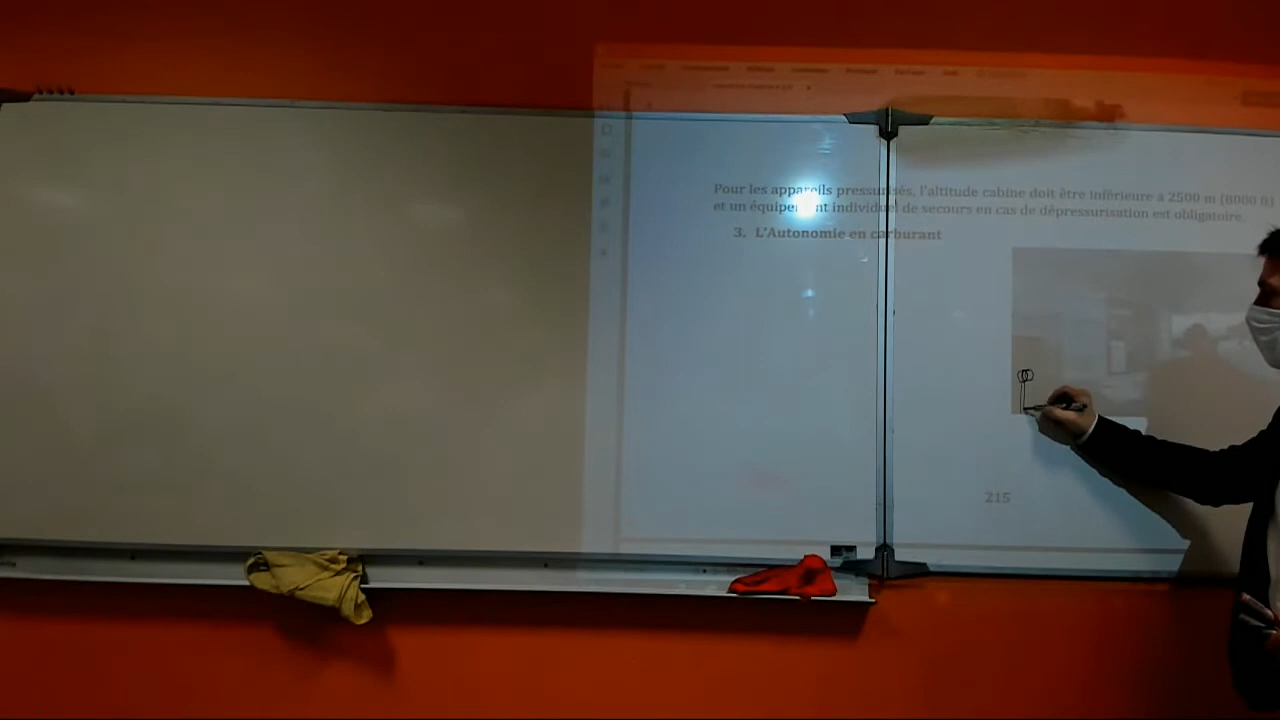 Pour les appareils pressurisés, l'altitude cabine doit être inférieure à 2500 m (8000 ft)
et un équipement individuel de secours en cas de dépressurisation est obligatoire.
3. L'Autonomie en carburant
215